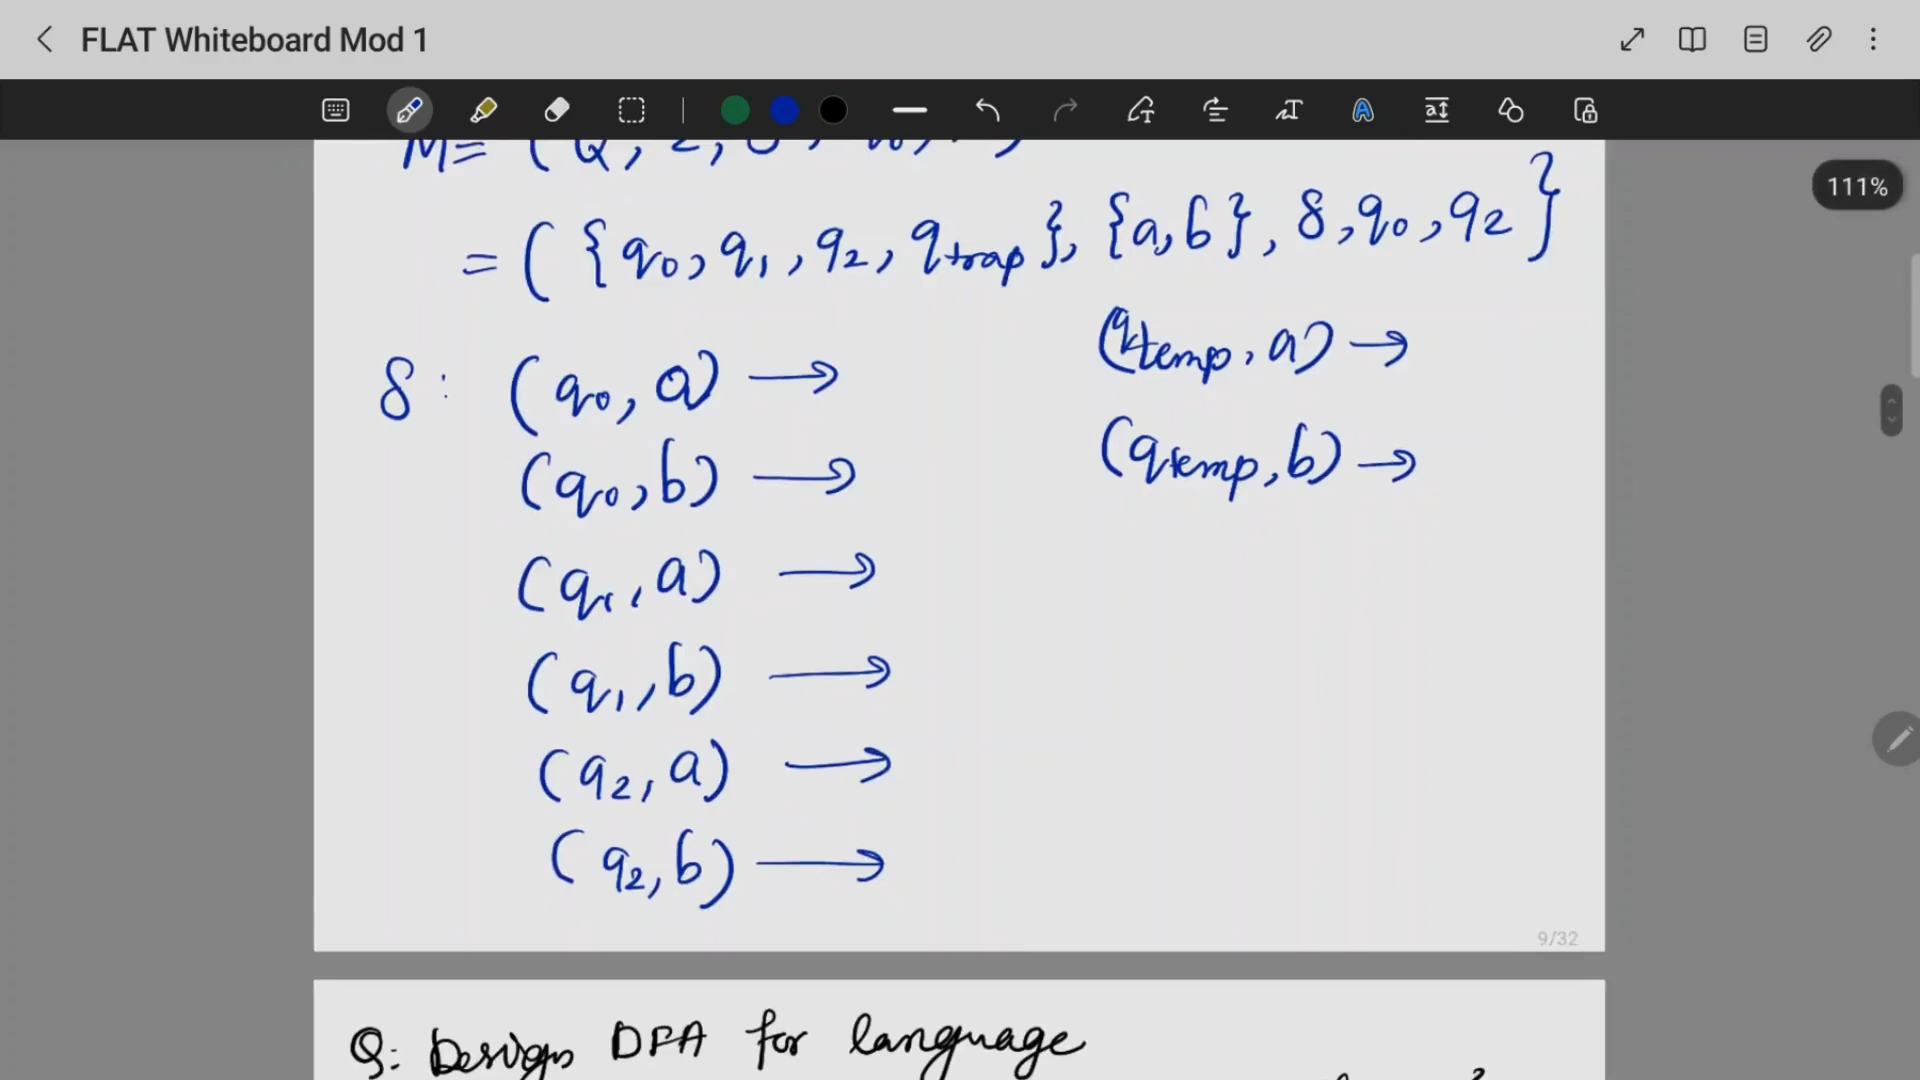 FLAT Whiteboard Mod 1
111%
M = (Q, Σ, δ, q0, F)
= ( { q0, q1, q2, qtrap }, {a, b}, δ, q0, q2 }
δ : (q0, a) →
(q0, b) →
(q1, a) →
(q1, b) →
(q2, a) →
(q2, b) →
(qtemp, a) →
(qtemp, b) →
9/32
Q: Design DFA for language